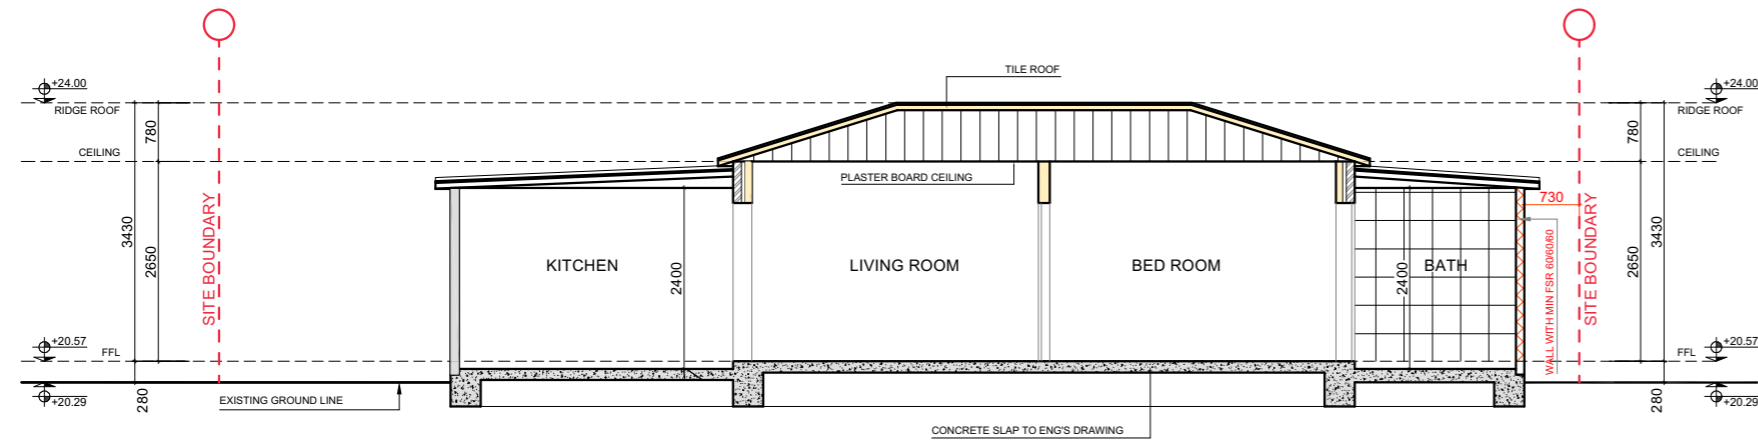 TILE ROOF
+24.00
+24.00
RIDGE ROOF
RIDGE ROOF
780
780
CEILING
CEILING
PLASTER BOARD CEILING
730
SITE BOUNDARY
SITE BOUNDARY
3430
3430
2650
2650
KITCHEN
LIVING ROOM
BED ROOM
BATH
2400
2400
WALL WITH MIN FSR 60/60/60
+20.57
+20.57
FFL
FFL
+20.29
+20.29
280
280
EXISTING GROUND LINE
CONCRETE SLAP TO ENG'S DRAWING